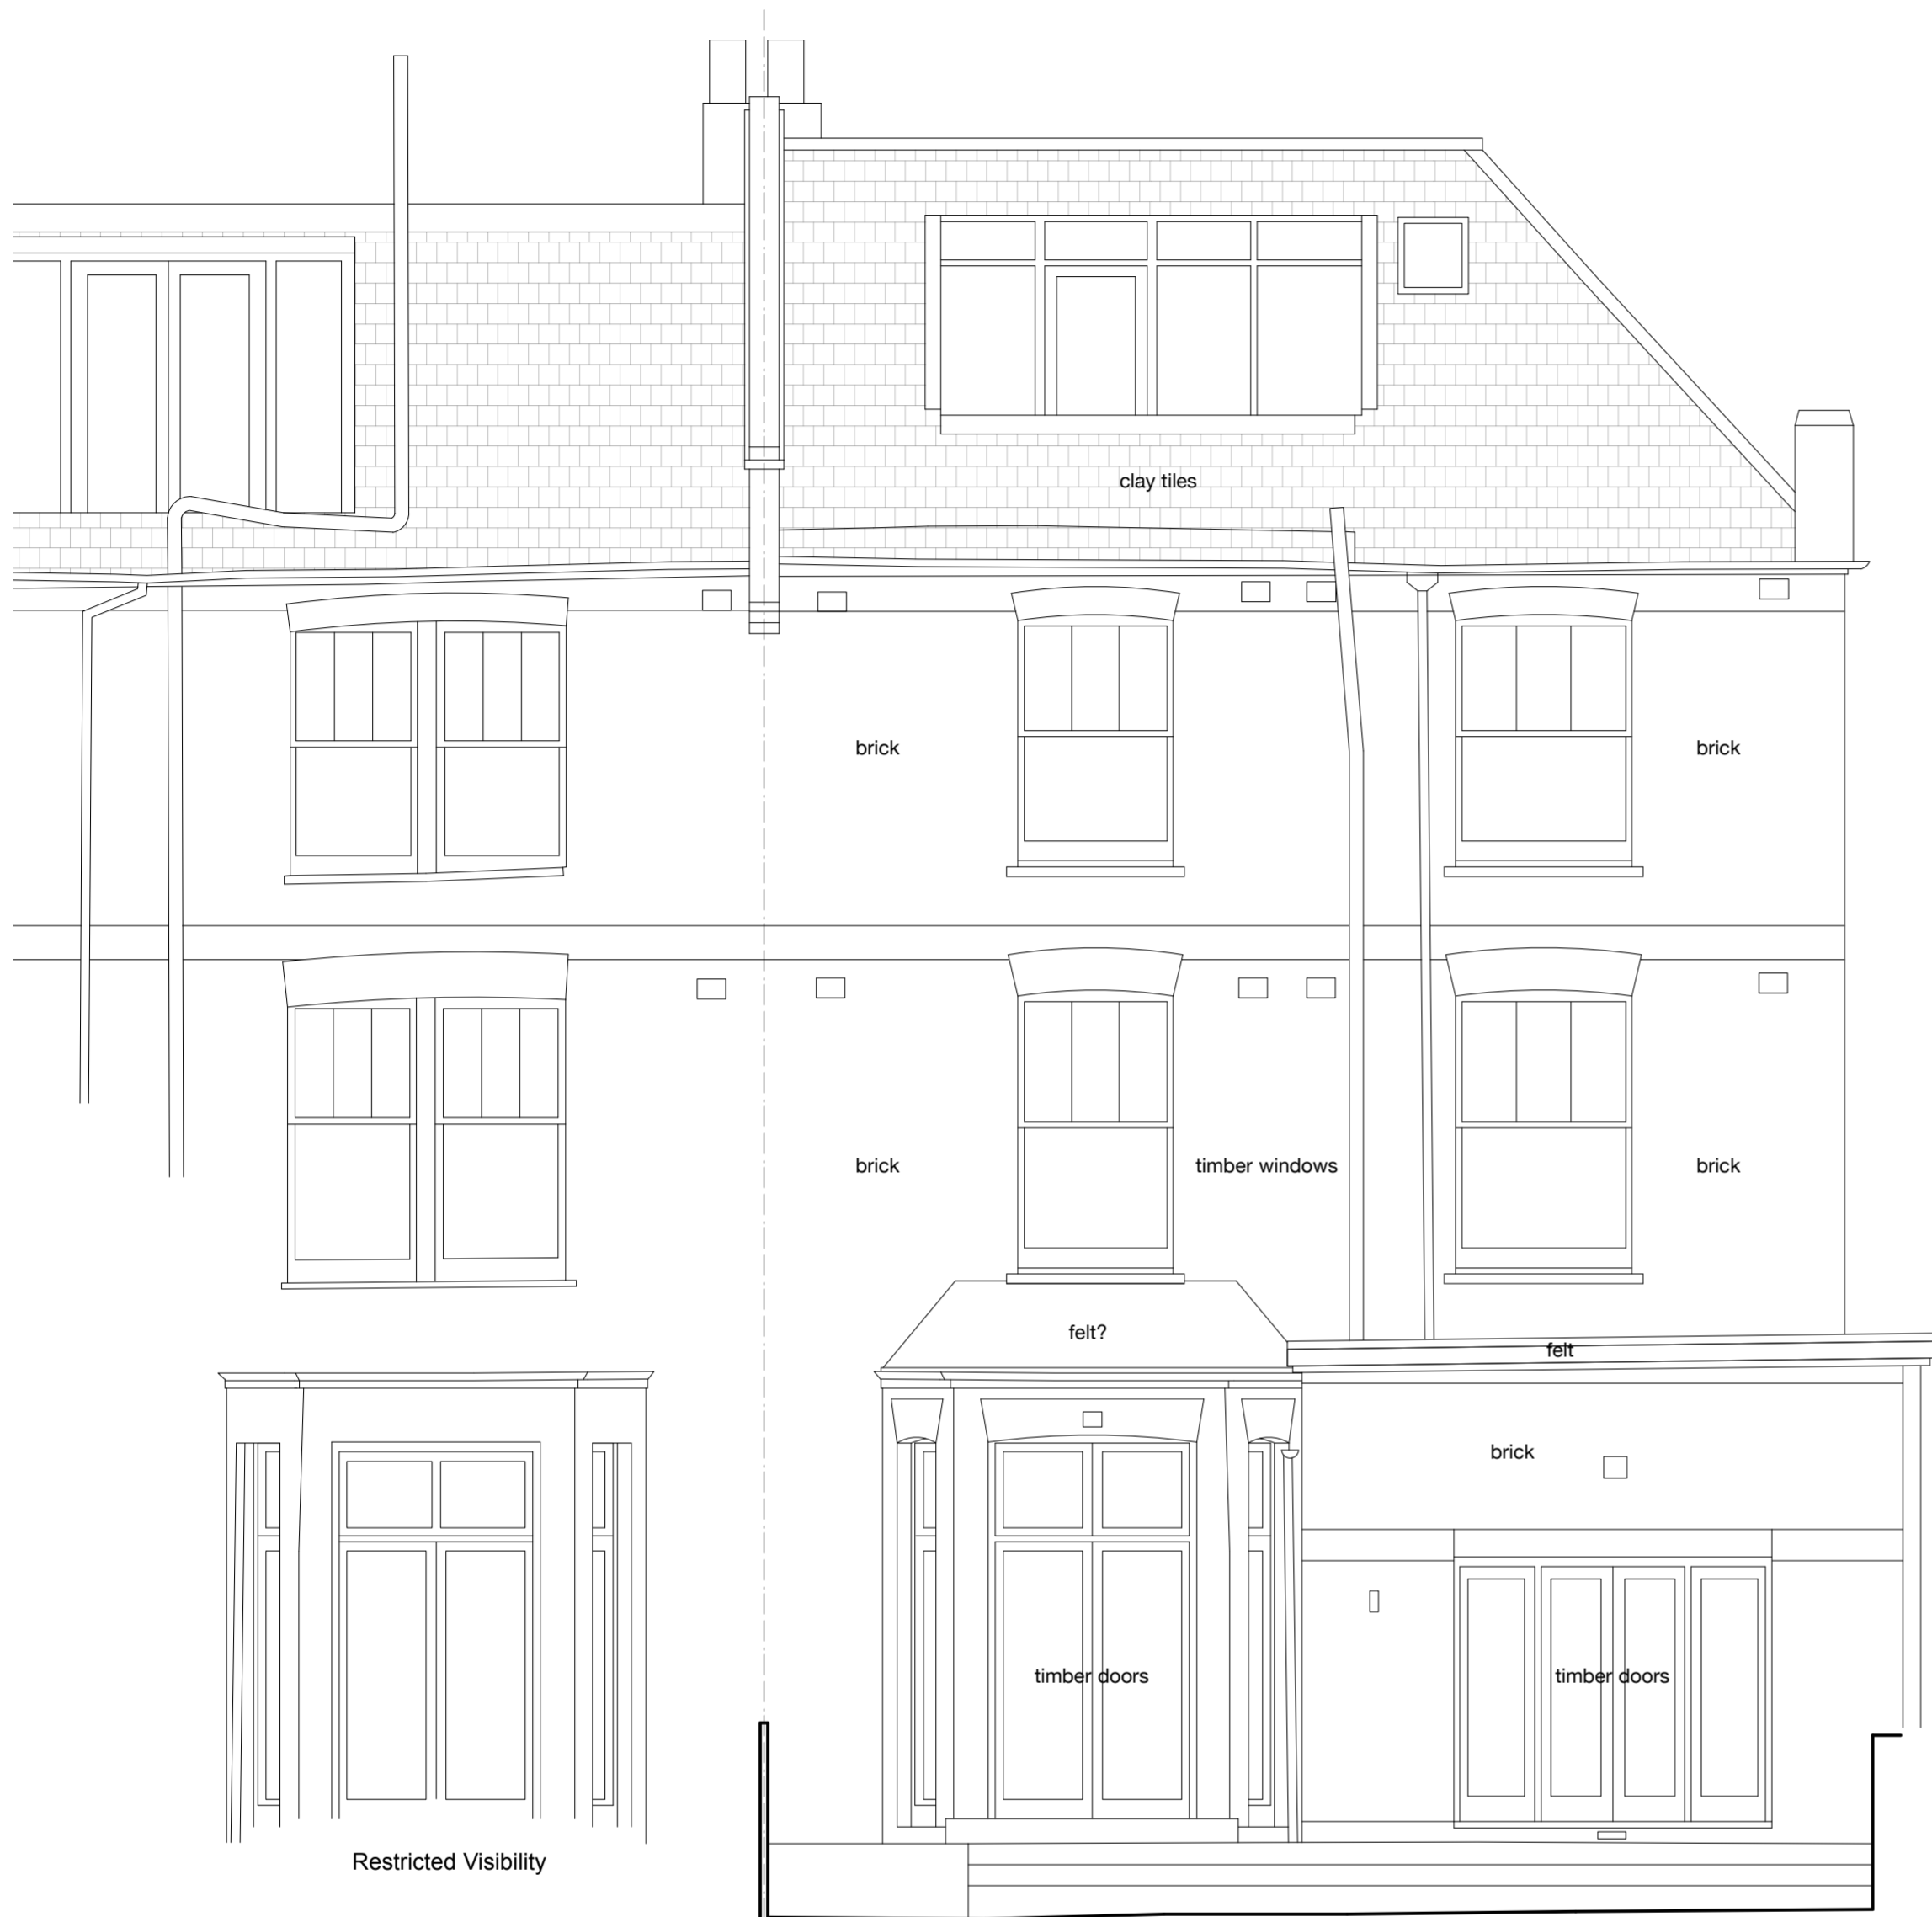 clay tiles
brick
brick
brick
timber windows
brick
felt?
felt
brick
timber doors
timber doors
Restricted Visibility